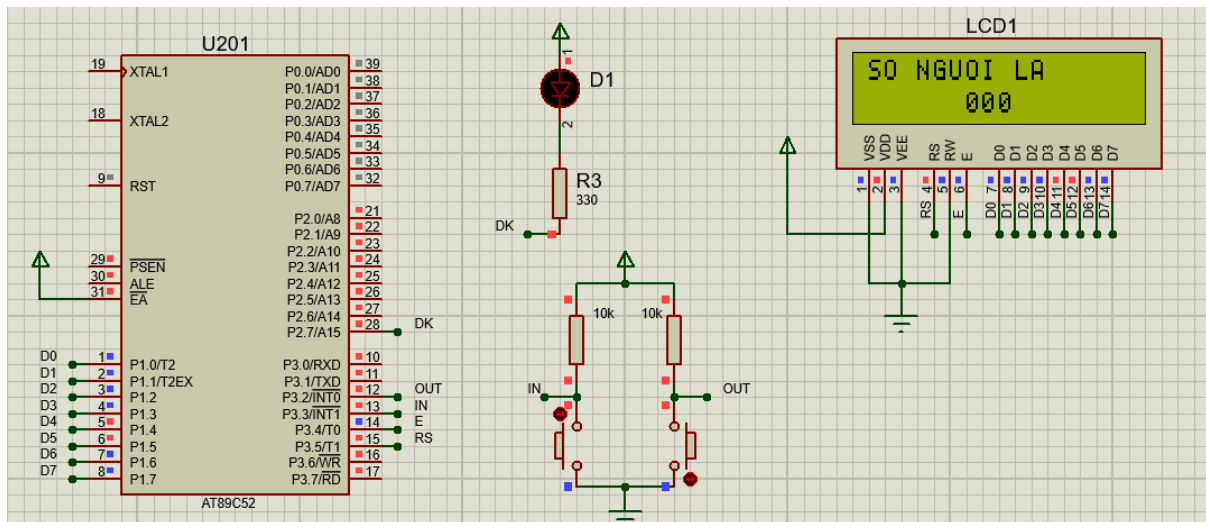 U201
19
XTAL1
18
XTAL2
9
RST
29
PSEN
30
ALE
31
EA
D0
1
P1.0/T2
D1
2
P1.1/T2EX
D2
3
P1.2
D3
4
P1.3
D4
5
P1.4
D5
6
P1.5
D6
7
P1.6
D7
8
P1.7
P0.0/AD0
39
P0.1/AD1
38
P0.2/AD2
37
P0.3/AD3
36
P0.4/AD4
35
P0.5/AD5
34
P0.6/AD6
33
P0.7/AD7
32
P2.0/A8
21
P2.1/A9
22
P2.2/A10
23
P2.3/A11
24
P2.4/A12
25
P2.5/A13
26
P2.6/A14
27
P2.7/A15
28
DK
P3.0/RXD
10
P3.1/TXD
11
P3.2/INT0
12
OUT
P3.3/INT1
13
IN
P3.4/T0
14
E
P3.5/T1
15
RS
P3.6/WR
16
P3.7/RD
17
AT89C52
1
D1
2
R3
330
DK
10k
10k
IN
OUT
LCD1
SO NGUOI LA
000
VSS
VDD
VEE
RS
RW
E
D0
D1
D2
D3
D4
D5
D6
D7
1
2
3
4
5
6
7
8
9
10
11
12
13
14
RS
E
D0
D1
D2
D3
D4
D5
D6
D7